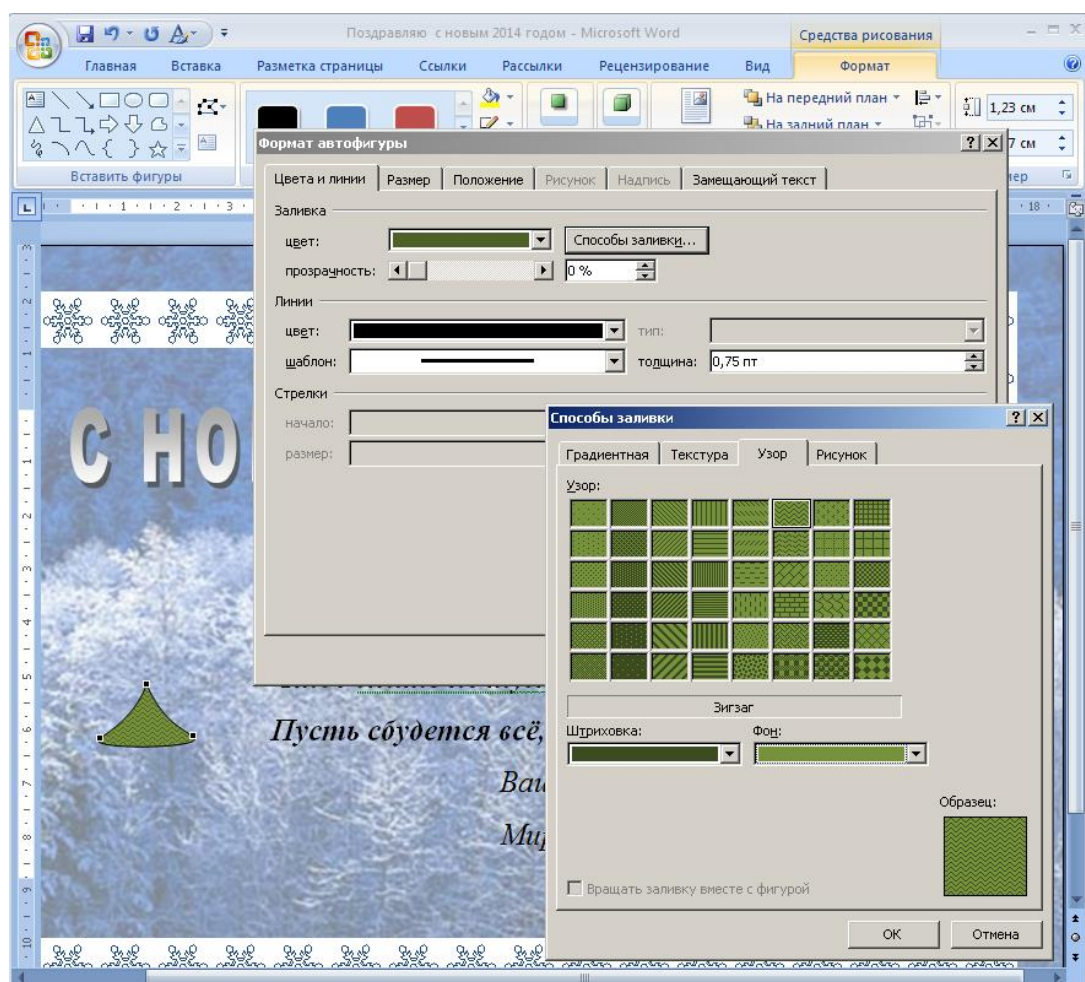 Поздравляю с новым 2014 годом - Microsoft Word
Средства рисования
Главная Вставка Разметка страницы Ссылки Рассылки Рецензирование Вид Формат
На передний план
1,23 см
На задний план
7 см
Вставить фигуры
Формат автофигуры
Цвета и линии Размер Положение Рисунок Надпись Замещающий текст
Заливка
цвет: Способы заливки...
прозрачность: 0 %
Линии
цвет: тип:
шаблон: толщина: 0,75 пт
Стрелки
начало:
размер:
Способы заливки
Градиентная Текстура Узор Рисунок
Узор:
Зигзаг
Штриховка: Фон:
Образец:
Вращать заливку вместе с фигурой
ОК Отмена
С НО
Пусть сбудется всё,